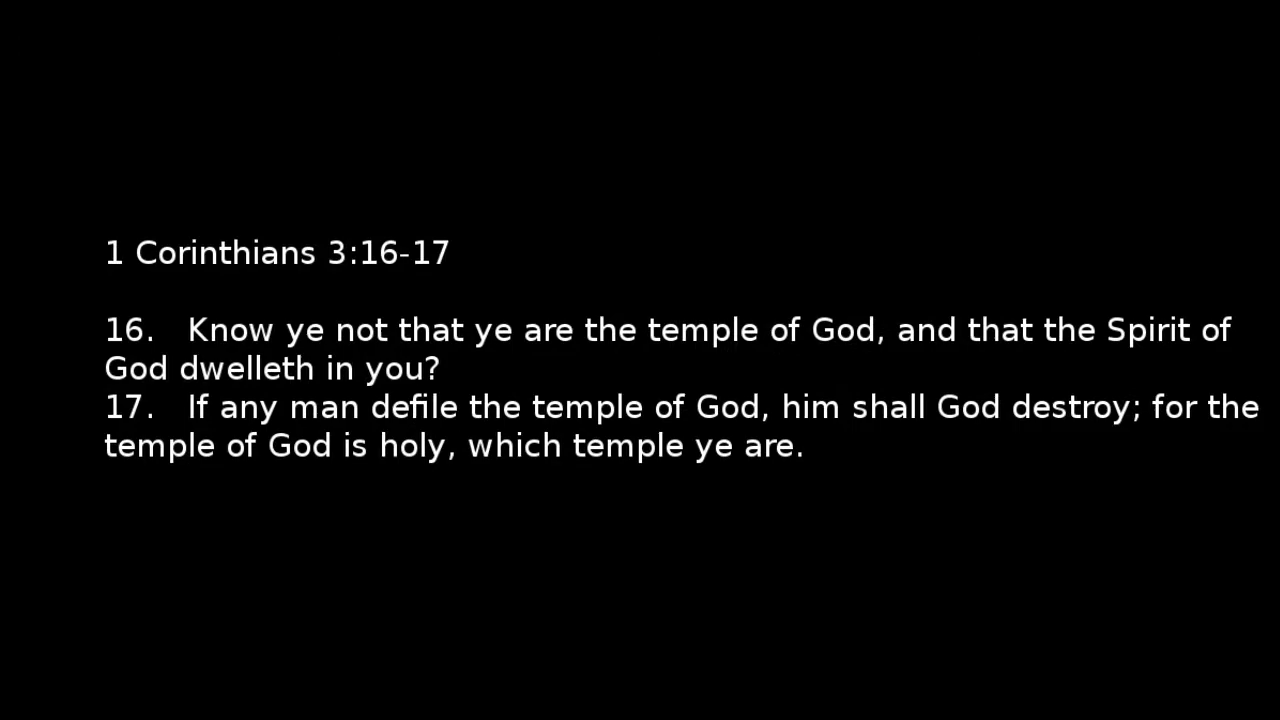 1 Corinthians 3:16-17
16. Know ye not that ye are the temple of God, and that the Spirit of
God dwelleth in you?
17. If any man defile the temple of God, him shall God destroy; for the
temple of God is holy, which temple ye are.